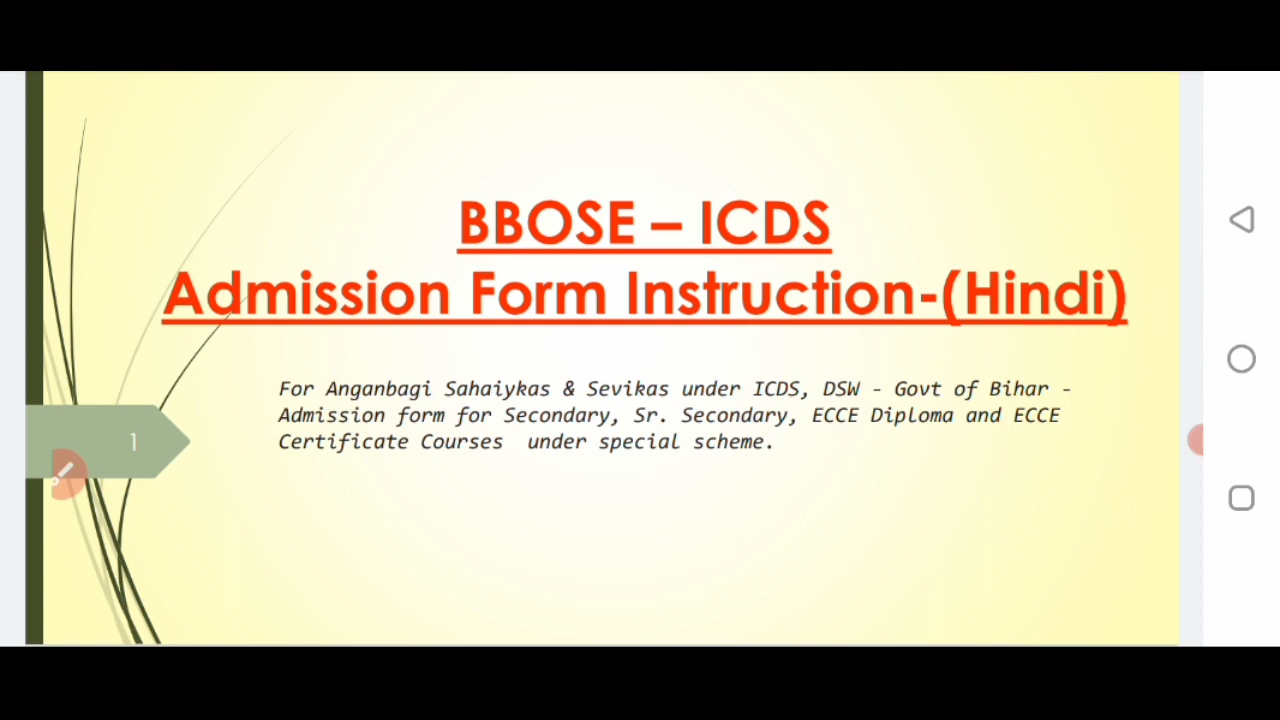 BBOSE – ICDS
Admission Form Instruction-(Hindi)
For Anganbagi Sahaiykas & Sevikas under ICDS, DSW - Govt of Bihar -
Admission form for Secondary, Sr. Secondary, ECCE Diploma and ECCE
Certificate Courses under special scheme.
1